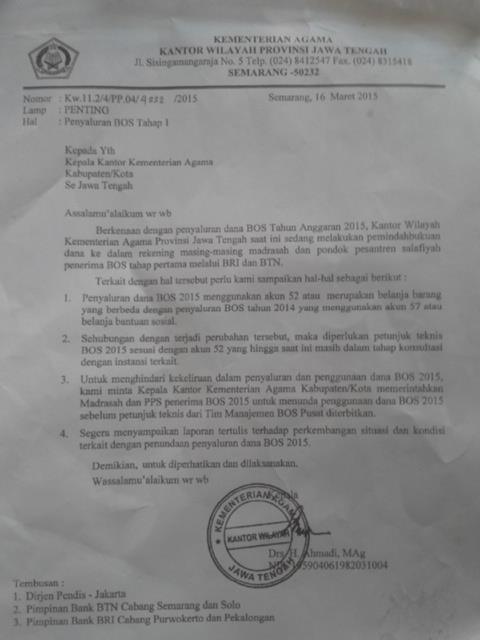 KEMENTERIAN AGAMA
KANTOR WILAYAH PROVINSI JAWA TENGAH
Jl. Sisingamangaraja No. 5 Telp. (024) 8412547 Fax. (024) 8315418
SEMARANG -50232
Nomor : Kw.11.2/4/PP.04/ /2015 Semarang, 16 Maret 2015
Lamp : PENTING
Hal : Penyaluran BOS Tahap 1
Kepada Yth
Kepala Kantor Kementerian Agama
Kabupaten/Kota
Se Jawa Tengah
Assalamu'alaikum wr wb
Berkenaan dengan penyaluran dana BOS Tahun Anggaran 2015, Kantor Wilayah
Kementerian Agama Provinsi Jawa Tengah saat ini sedang melakukan pemindahbukuan
dana ke dalam rekening masing-masing madrasah dan pondok pesantren salafiyah
penerima BOS tahap pertama melalui BRI dan BTN.
Terkait dengan hal tersebut perlu kami sampaikan hal-hal sebagai berikut :
1. Penyaluran dana BOS 2015 menggunakan akun 52 atau merupakan belanja barang
yang berbeda dengan penyaluran BOS tahun 2014 yang menggunakan akun 57 atau
belanja bantuan sosial.
2. Sehubungan dengan terjadi perubahan tersebut, maka diperlukan petunjuk teknis
BOS 2015 sesuai dengan akun 52 yang hingga saat ini masih dalam tahap konsultasi
dengan instansi terkait.
3. Untuk menghindari kekeliruan dalam penyaluran dan penggunaan dana BOS 2015,
kami minta Kepala Kantor Kementerian Agama Kabupaten/Kota memerintahkan
Madrasah dan PPS penerima BOS 2015 untuk menunda penggunaan dana BOS 2015
sebelum petunjuk teknis dari Tim Manajemen BOS Pusat diterbitkan.
4. Segera menyampaikan laporan tertulis terhadap perkembangan situasi dan kondisi
terkait dengan penundaan penyaluran dana BOS 2015.
Demikian, untuk diperhatikan dan dilaksanakan.
Wassalamu'alaikum wr wb
Kepala
KEMENTERIAN AGAMA
KANTOR WILAYAH
JAWA TENGAH
Drs. H. Ahmadi, MAg
Tembusan :
1. Dirjen Pendis - Jakarta
2. Pimpinan Bank BTN Cabang Semarang dan Solo
3. Pimpinan Bank BRI Cabang Purwokerto dan Pekalongan